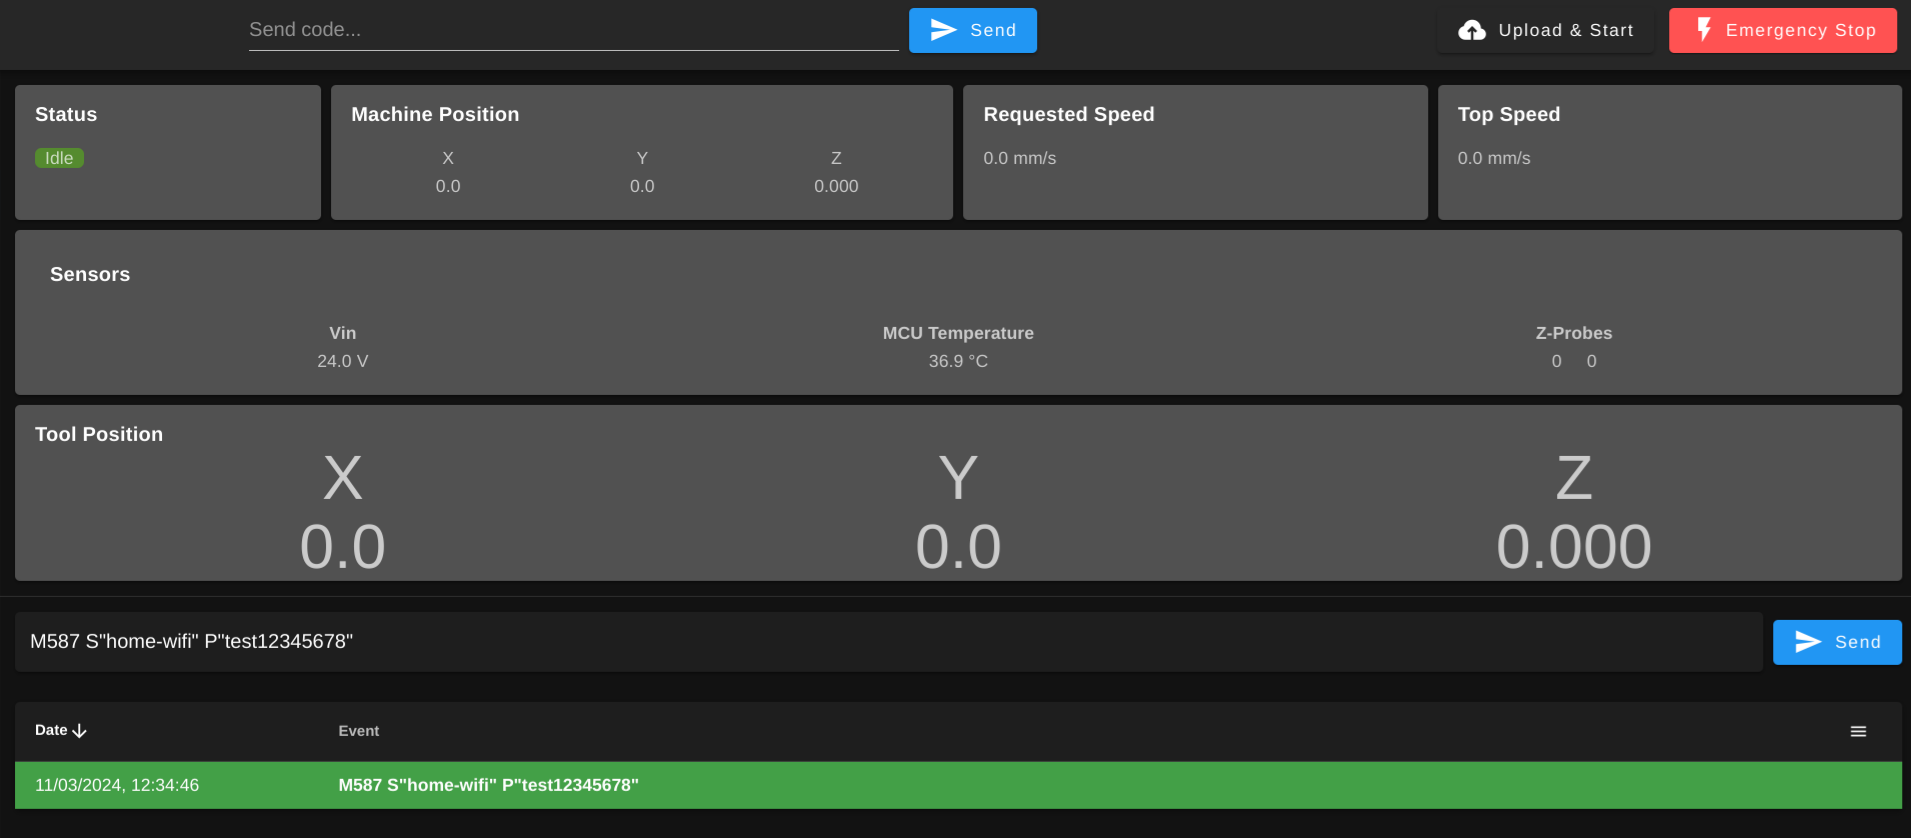 Send code...
Send
Upload & Start
Emergency Stop
Status
Idle
Machine Position
X Y Z
0.0 0.0 0.000
Requested Speed
0.0 mm/s
Top Speed
0.0 mm/s
Sensors
Vin MCU Temperature Z-Probes
24.0 V 36.9 °C 0 0
Tool Position
X Y Z
0.0 0.0 0.000
M587 S"home-wifi" P"test12345678"
Send
Date Event
11/03/2024, 12:34:46 M587 S"home-wifi" P"test12345678"